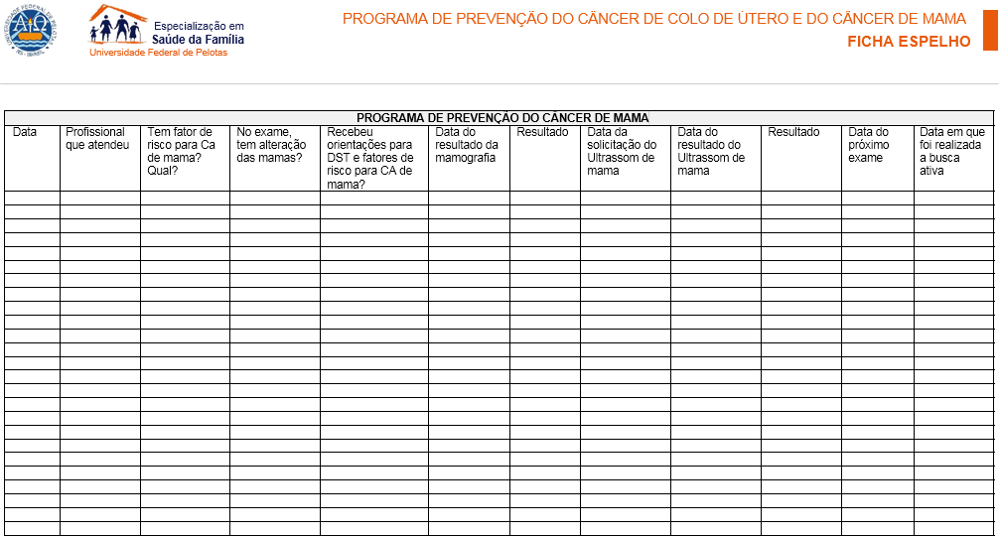 PROGRAMA DE PREVENÇÃO DO CÂNCER DE COLO DE ÚTERO E DO CÂNCER DE MAMA
FICHA ESPELHO
Especialização em
Saúde da Família
Universidade Federal de Pelotas
PROGRAMA DE PREVENÇÃO DO CÂNCER DE MAMA
Data
Profissional
que atendeu
Tem fator de
risco para Ca
de mama?
Qual?
No exame,
tem alteração
das mamas?
Recebeu
orientações para
DST e fatores de
risco para CA de
mama?
Data do
resultado da
mamografia
Resultado
Data da
solicitação do
Ultrassom de
mama
Data do
resultado do
Ultrassom de
mama
Resultado
Data do
próximo
exame
Data em que
foi realizada
a busca
ativa